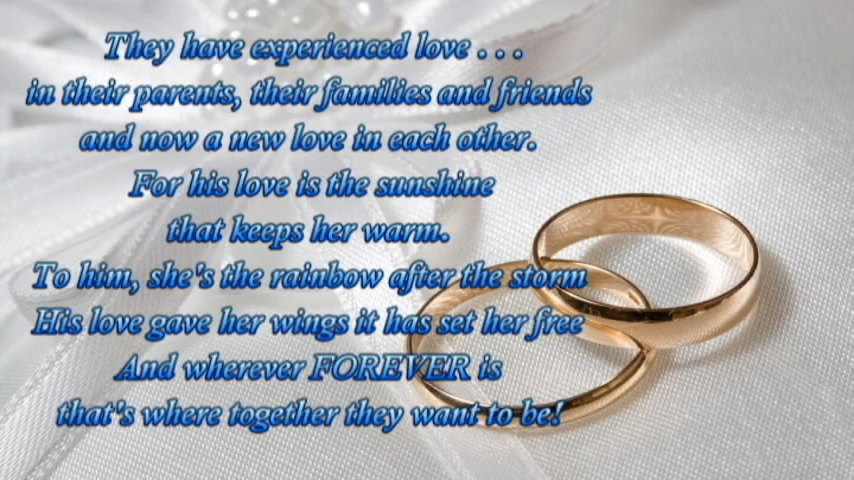 They have experienced love . . .
in their parents, their families and friends
and now a new love in each other.
For his love is the sunshine
that keeps her warm.
To him, she's the rainbow after the storm
His love gave her wings it has set her free
And wherever FOREVER is
that's where together they want to be!